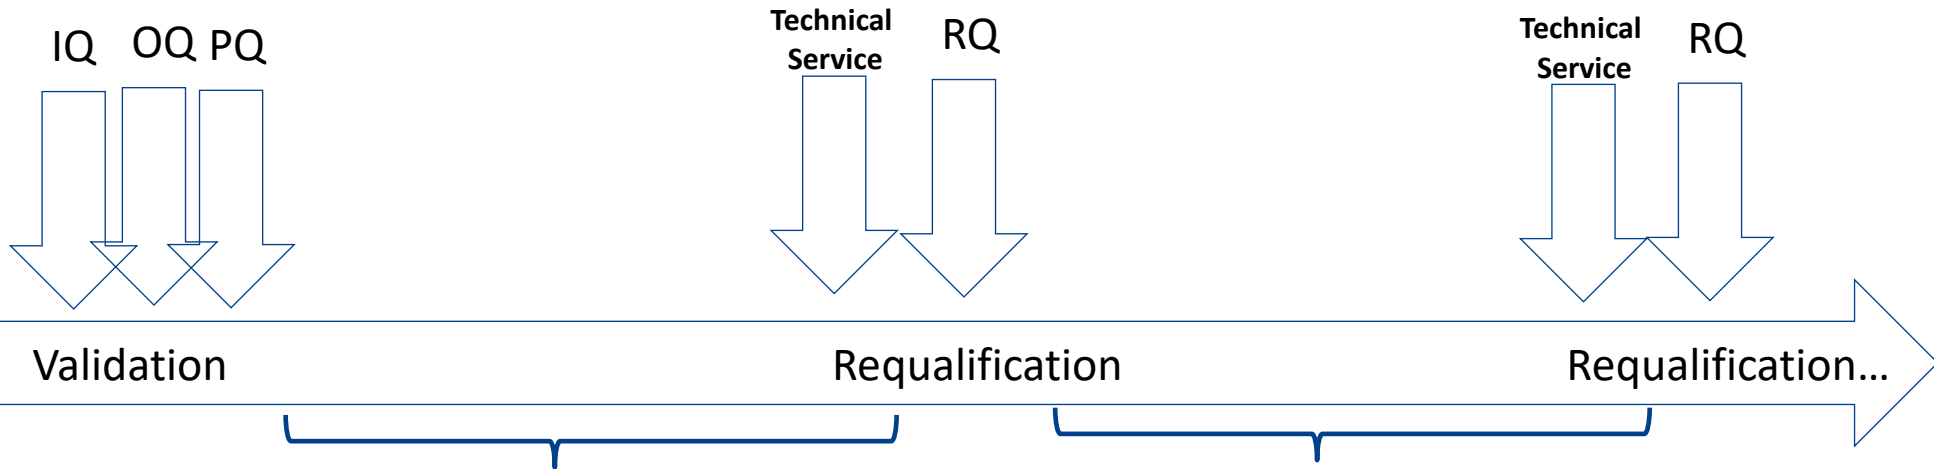 IQ OQ PQ
Technical
Service
RQ
Technical
Service
RQ
Validation
Requalification
Requalification...